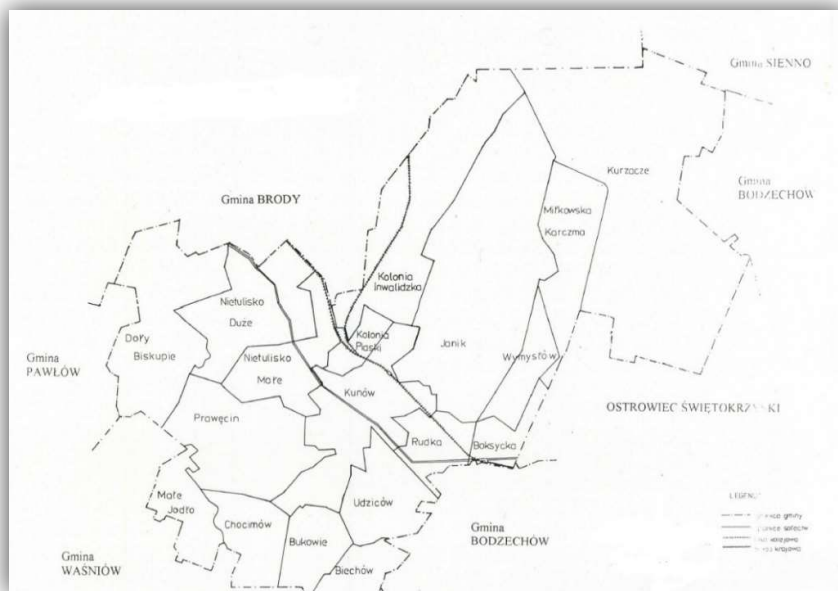 Gmina SIENNO
Kurzacze
Gmina
BODZECHÓW
Gmina BRODY
Miłkowska
Karczma
Kolonia
Inwalidzka
Nietulisko
Duże
Kolonia
Piaski
Doły
Biskupie
Janik
Gmina
PAWŁÓW
Nietulisko
Małe
Wymysłów
Kunów
OSTROWIEC ŚWIĘTOKRZYSKI
Prawęcin
Rudka
Boksycka
Małe
Jodło
Udziców
Chocimów
Gmina
BODZECHÓW
Bukowie
Gmina
WAŚNIÓW
Biechów
gminy